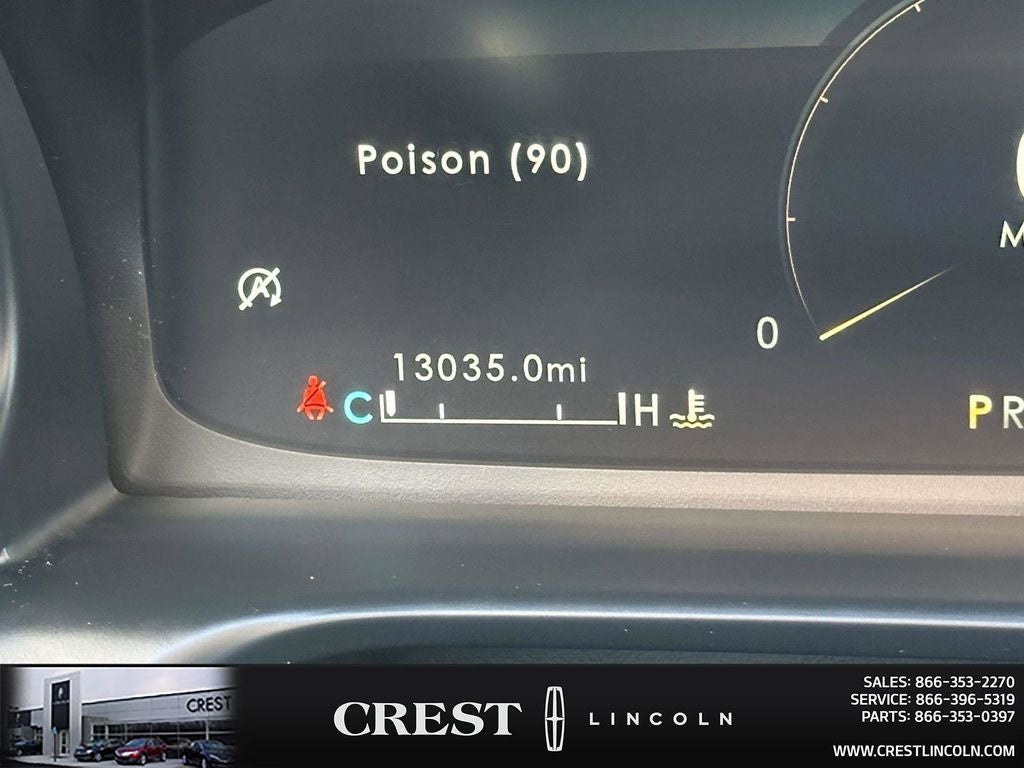 Poison (90)
0
M
A
13035.0mi
C
H
P R
CREST
CREST
LINCOLN
SALES: 866-353-2270
SERVICE: 866-396-5319
PARTS: 866-353-0397
WWW.CRESTLINCOLN.COM